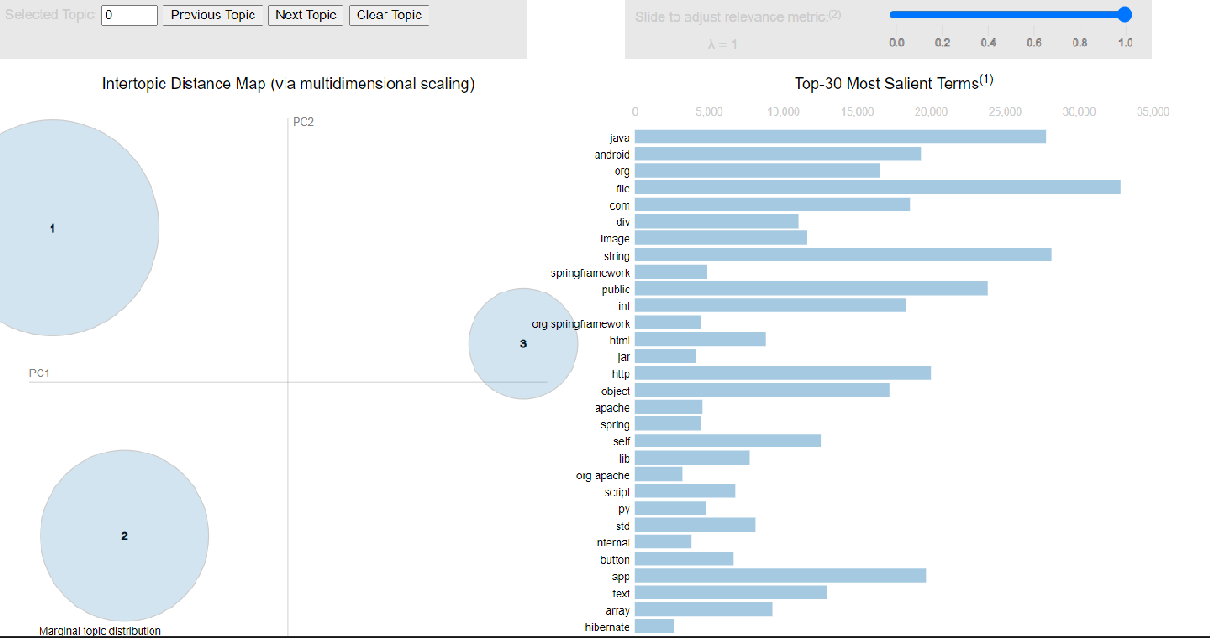 Selected Topic: 0 Previous Topic Next Topic Clear Topic
Slide to adjust relevance metric:(2)
λ = 1
0.0 0.2 0.4 0.6 0.8 1.0
Intertopic Distance Map (via multidimensional scaling)
Top-30 Most Salient Terms(1)
PC2
PC1
1
2
3
Marginal topic distribution
0 5,000 10,000 15,000 20,000 25,000 30,000 35,000
java
android
org
file
com
div
image
string
springframework
public
int
org springframework
html
jar
http
object
apache
spring
self
lib
org apache
script
py
std
internal
button
app
text
array
hibernate